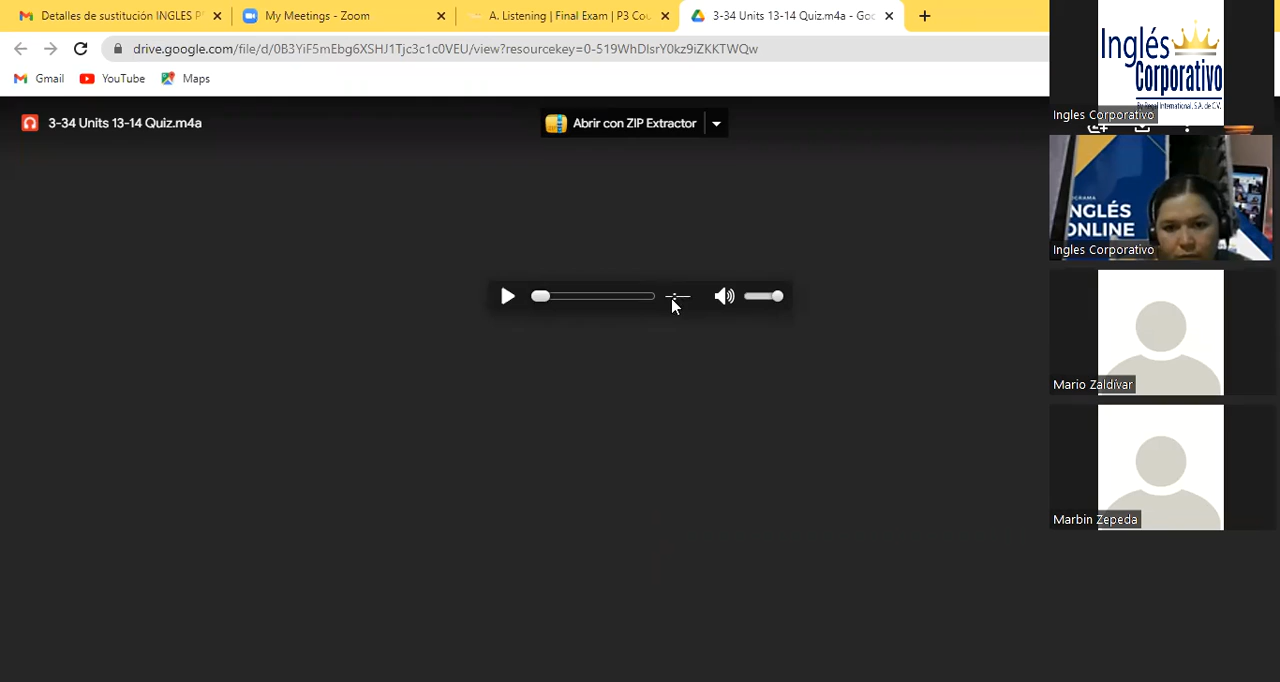 Detalles de sustitución INGLES P
My Meetings - Zoom
A. Listening | Final Exam | P3 Cou
3-34 Units 13-14 Quiz.m4a - Goo
drive.google.com/file/d/0B3YiF5mEbg6XSHJ1Tjc3c1c0VEU/view?resourcekey=0-519WhDlsrY0kz9iZKKTWQw
Gmail
YouTube
Maps
3-34 Units 13-14 Quiz.m4a
Abrir con ZIP Extractor
Inglés
Corporativo
Ingles Corporativo
INGLÉS
ONLINE
Ingles Corporativo
Mario Zaldívar
Marbin Zepeda